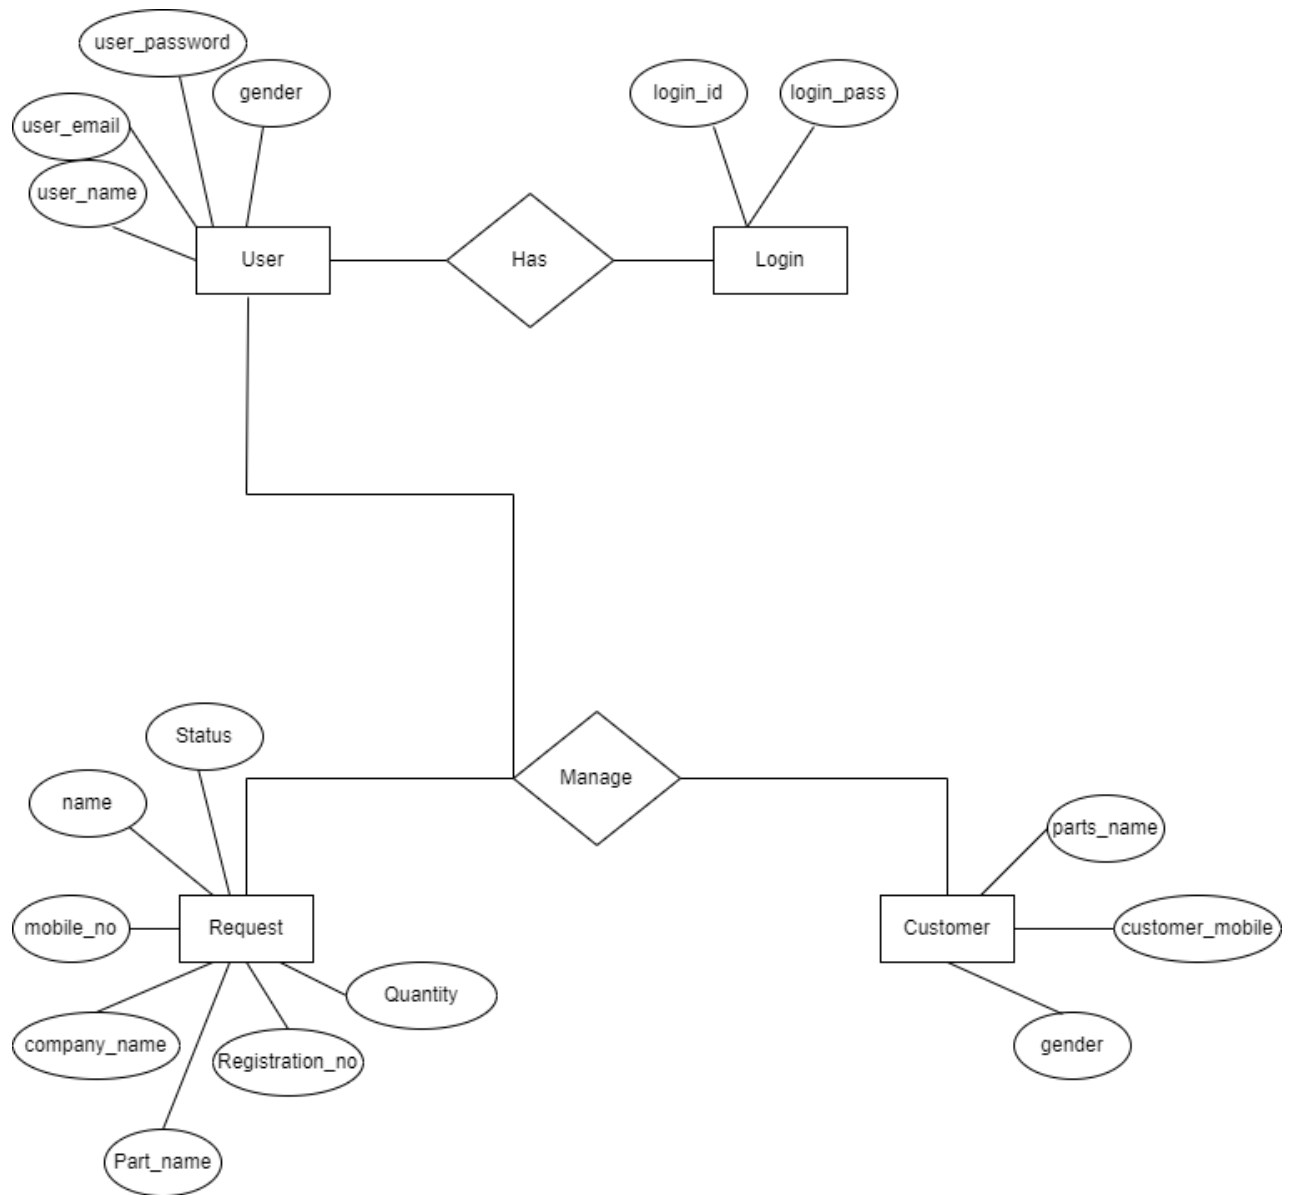 user_password
gender
login_id
login_pass
user_email
user_name
User
Has
Login
Status
Manage
name
parts_name
mobile_no
Request
Customer
customer_mobile
Quantity
company_name
Registration_no
gender
Part_name